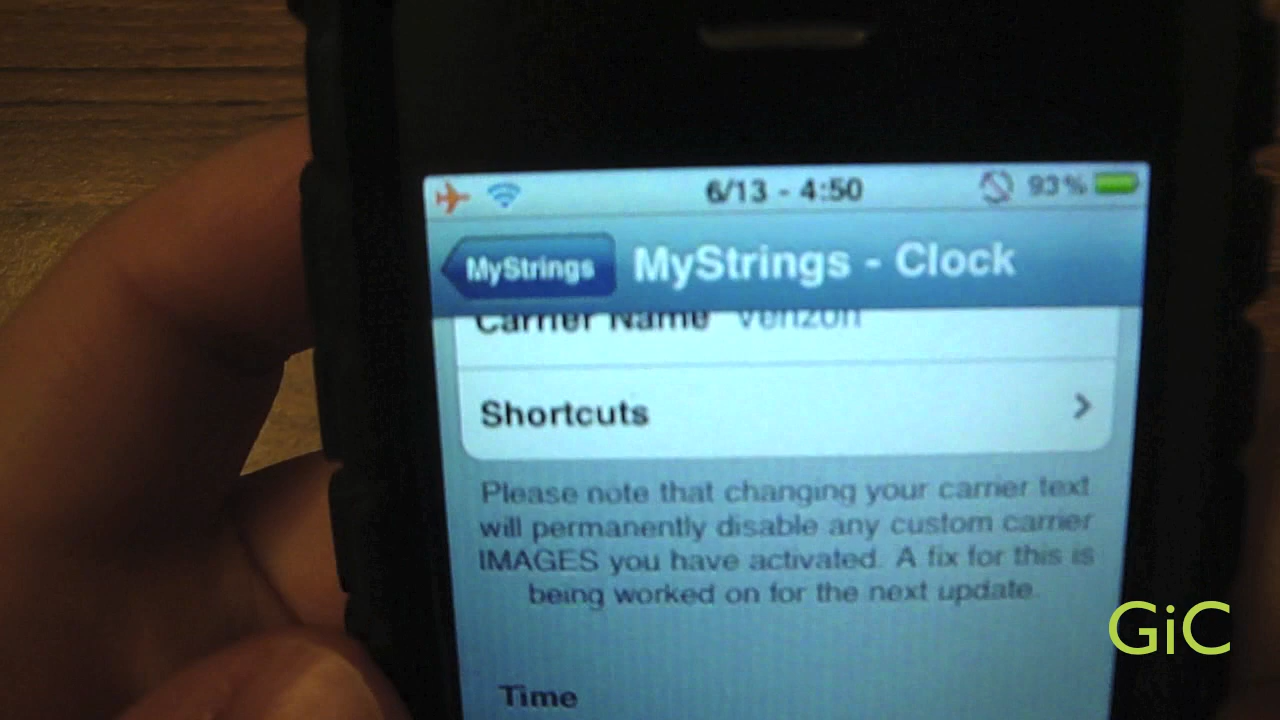 6/13 - 4:50 93%
MyStrings MyStrings - Clock
Carrier Name Verizon
Shortcuts
Please note that changing your carrier text
will permanently disable any custom carrier
IMAGES you have activated. A fix for this is
being worked on for the next update.
GiC
Time